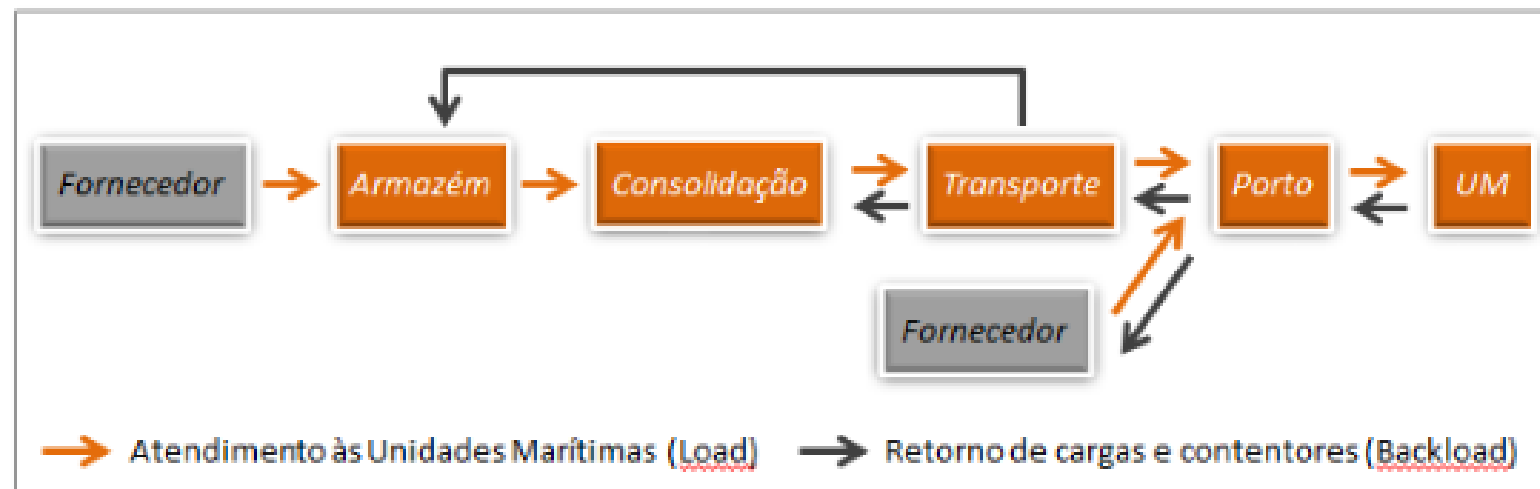 Fornecedor
Armazém
Consolidação
Transporte
Porto
UM
Fornecedor
Atendimento às Unidades Marítimas (Load)
Retorno de cargas e contentores (Backload)